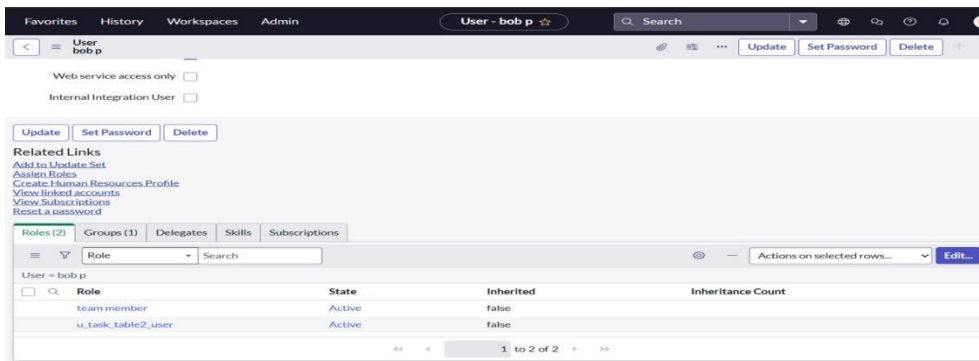 Favorites History Workspaces Admin User - bob p Search
User
bob p
Update Set Password Delete
Web service access only
Internal Integration User
Update Set Password Delete
Related Links
Add to Update Set
Assign Roles
Create Human Resources Profile
View linked accounts
View Subscriptions
Reset a password
Roles (2) Groups (1) Delegates Skills Subscriptions
Role Search Actions on selected rows... Edit...
User = bob p
Role State Inherited Inheritance Count
team member Active false
u_task_table2_user Active false
1 to 2 of 2